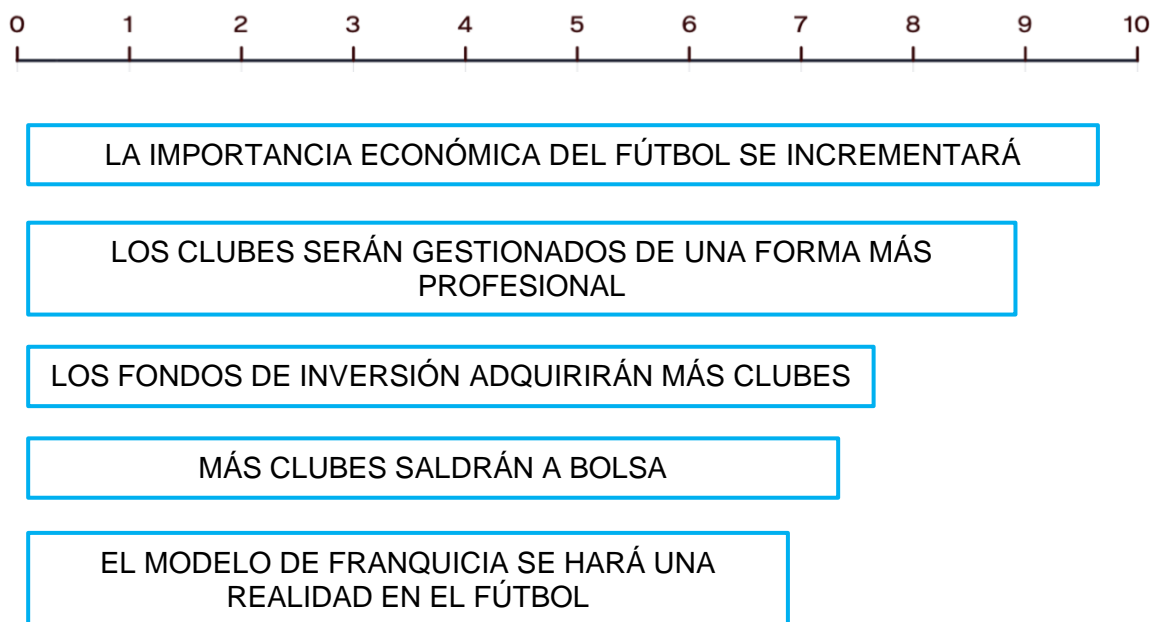 0 1 2 3 4 5 6 7 8 9 10
LA IMPORTANCIA ECONÓMICA DEL FÚTBOL SE INCREMENTARÁ
LOS CLUBES SERÁN GESTIONADOS DE UNA FORMA MÁS
PROFESIONAL
LOS FONDOS DE INVERSIÓN ADQUIRIRÁN MÁS CLUBES
MÁS CLUBES SALDRÁN A BOLSA
EL MODELO DE FRANQUICIA SE HARÁ UNA
REALIDAD EN EL FÚTBOL